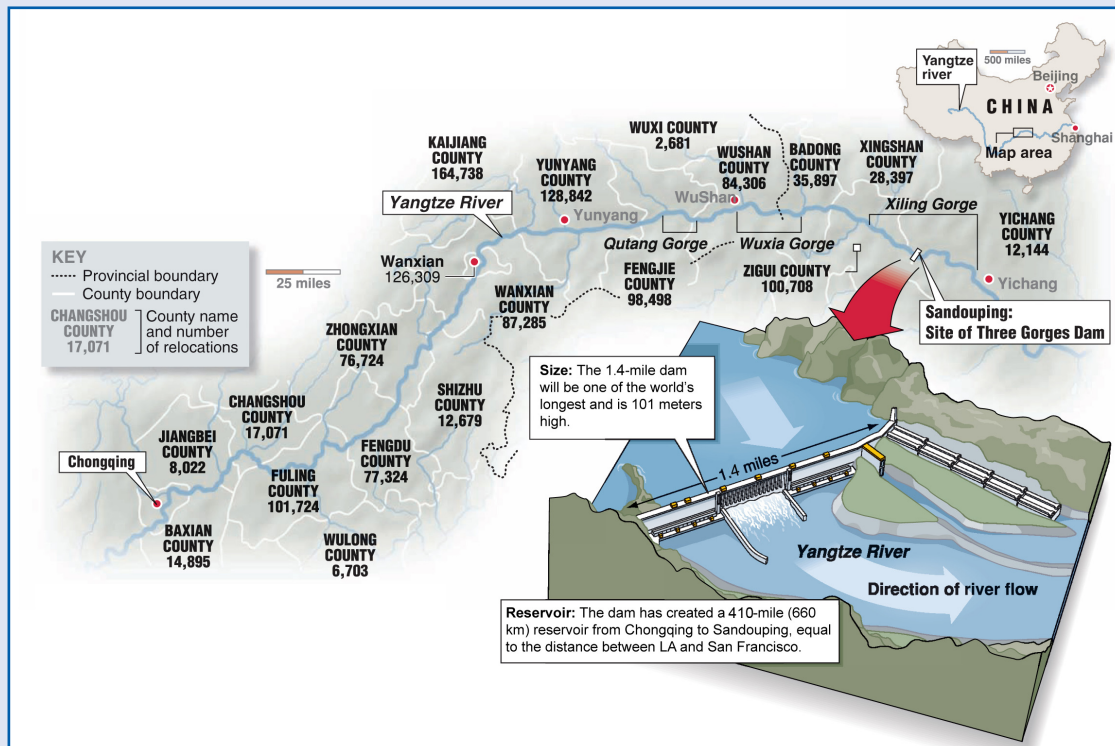 Yangtze
river
500 miles
Beijing
CHINA
Shanghai
Map area
KAIJIANG
COUNTY
164,738
YUNYANG
COUNTY
128,842
WUXI COUNTY
2,681
WUSHAN
COUNTY
84,306
BADONG
COUNTY
35,897
XINGSHAN
COUNTY
28,397
Yangtze River
Yunyang
WuShan
Xiling Gorge
YICHANG
COUNTY
12,144
Qutang Gorge
Wuxia Gorge
KEY
Provincial boundary
County boundary
CHANGSHOU
COUNTY
17,071
County name
and number
of relocations
25 miles
Wanxian
126,309
WANXIAN
COUNTY
87,285
FENGJIE
COUNTY
98,498
ZIGUI COUNTY
100,708
Yichang
Sandouping:
Site of Three Gorges Dam
ZHONGXIAN
COUNTY
76,724
SHIZHU
COUNTY
12,679
CHANGSHOU
COUNTY
17,071
JIANGBEI
COUNTY
8,022
Chongqing
FULING
COUNTY
101,724
FENGDU
COUNTY
77,324
BAXIAN
COUNTY
14,895
WULONG
COUNTY
6,703
Size: The 1.4-mile dam
will be one of the world's
longest and is 101 meters
high.
1.4 miles
Yangtze River
Direction of river flow
Reservoir: The dam has created a 410-mile (660
km) reservoir from Chongqing to Sandouping, equal
to the distance between LA and San Francisco.